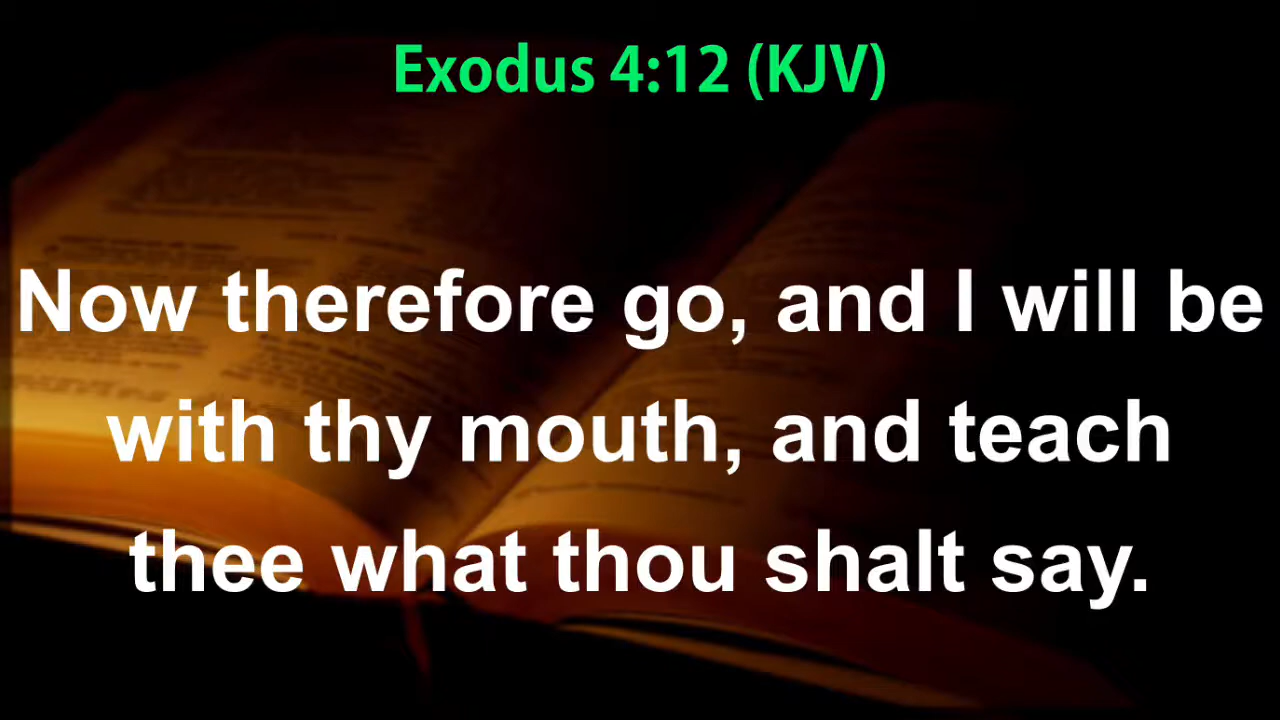 Exodus 4:12 (KJV)
Now therefore go, and I will be
with thy mouth, and teach
thee what thou shalt say.